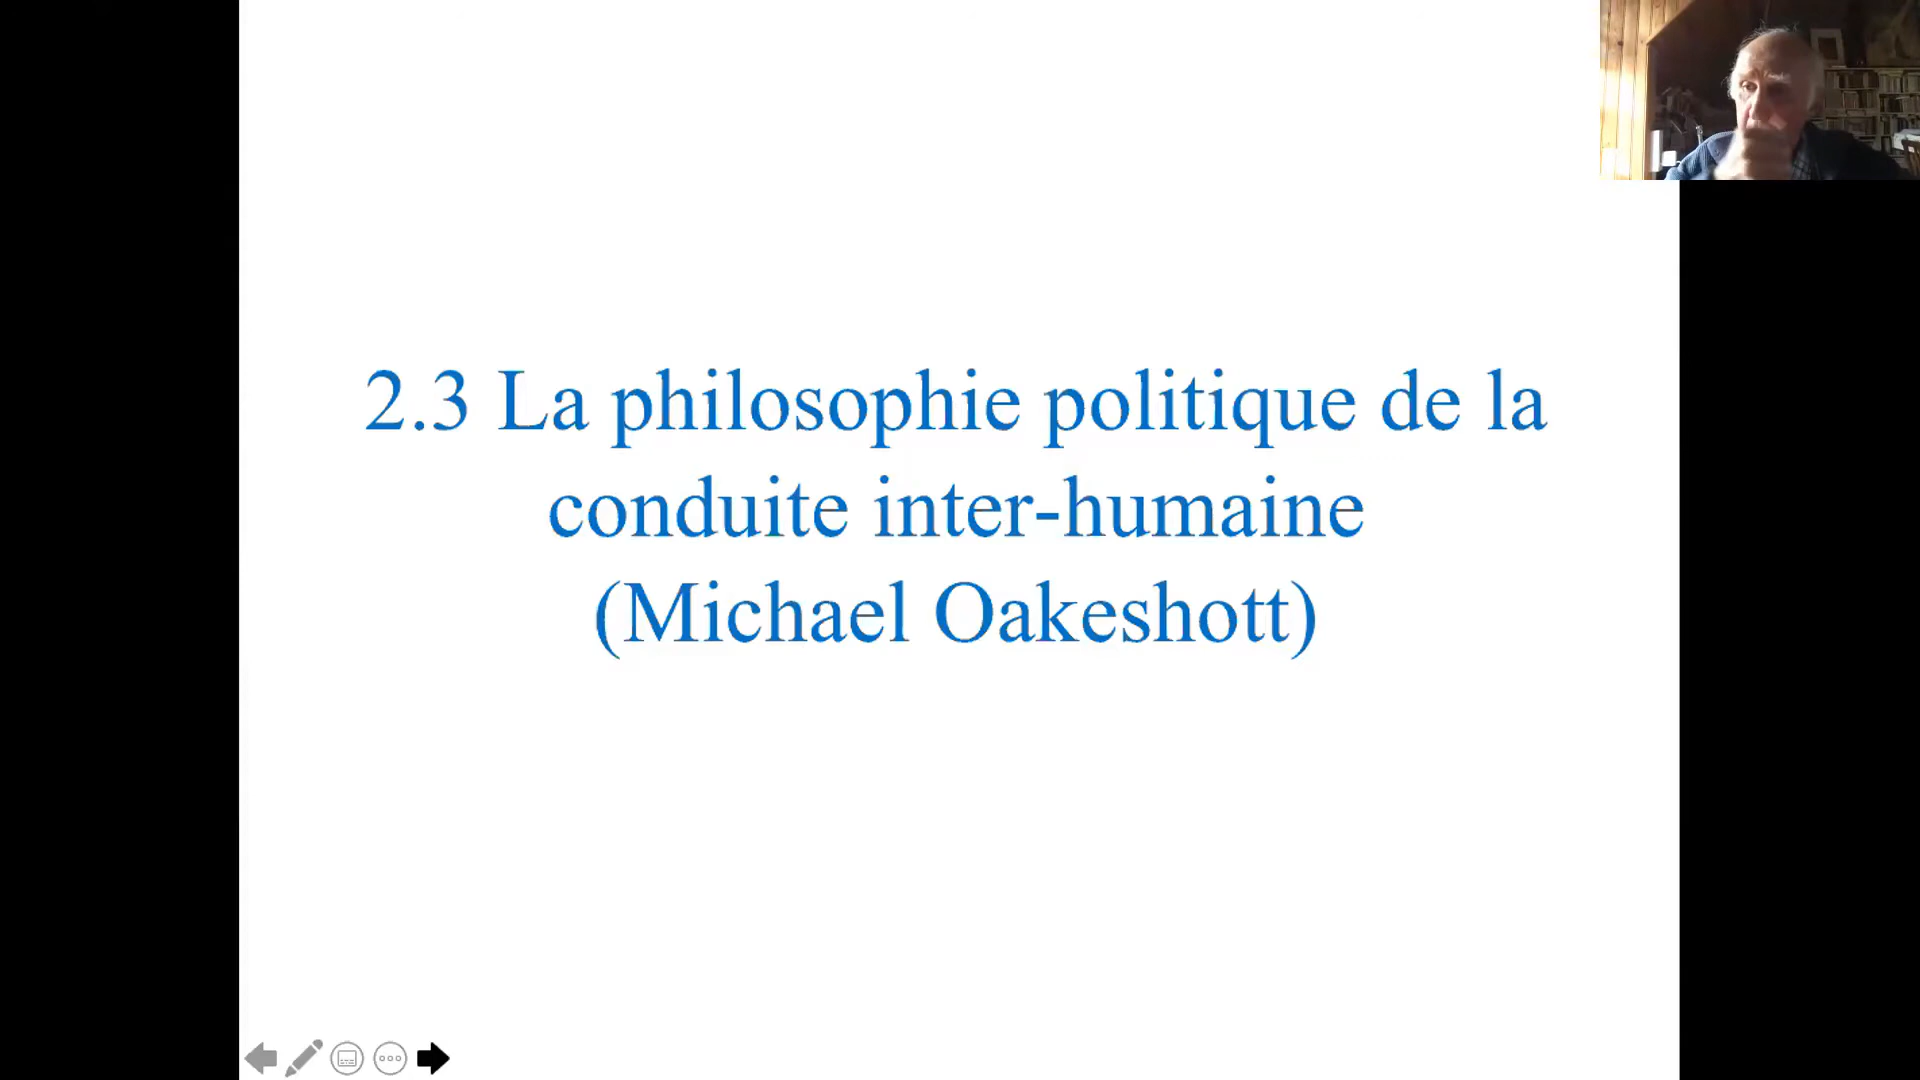 2.3 La philosophie politique de la
conduite inter-humaine
(Michael Oakeshott)